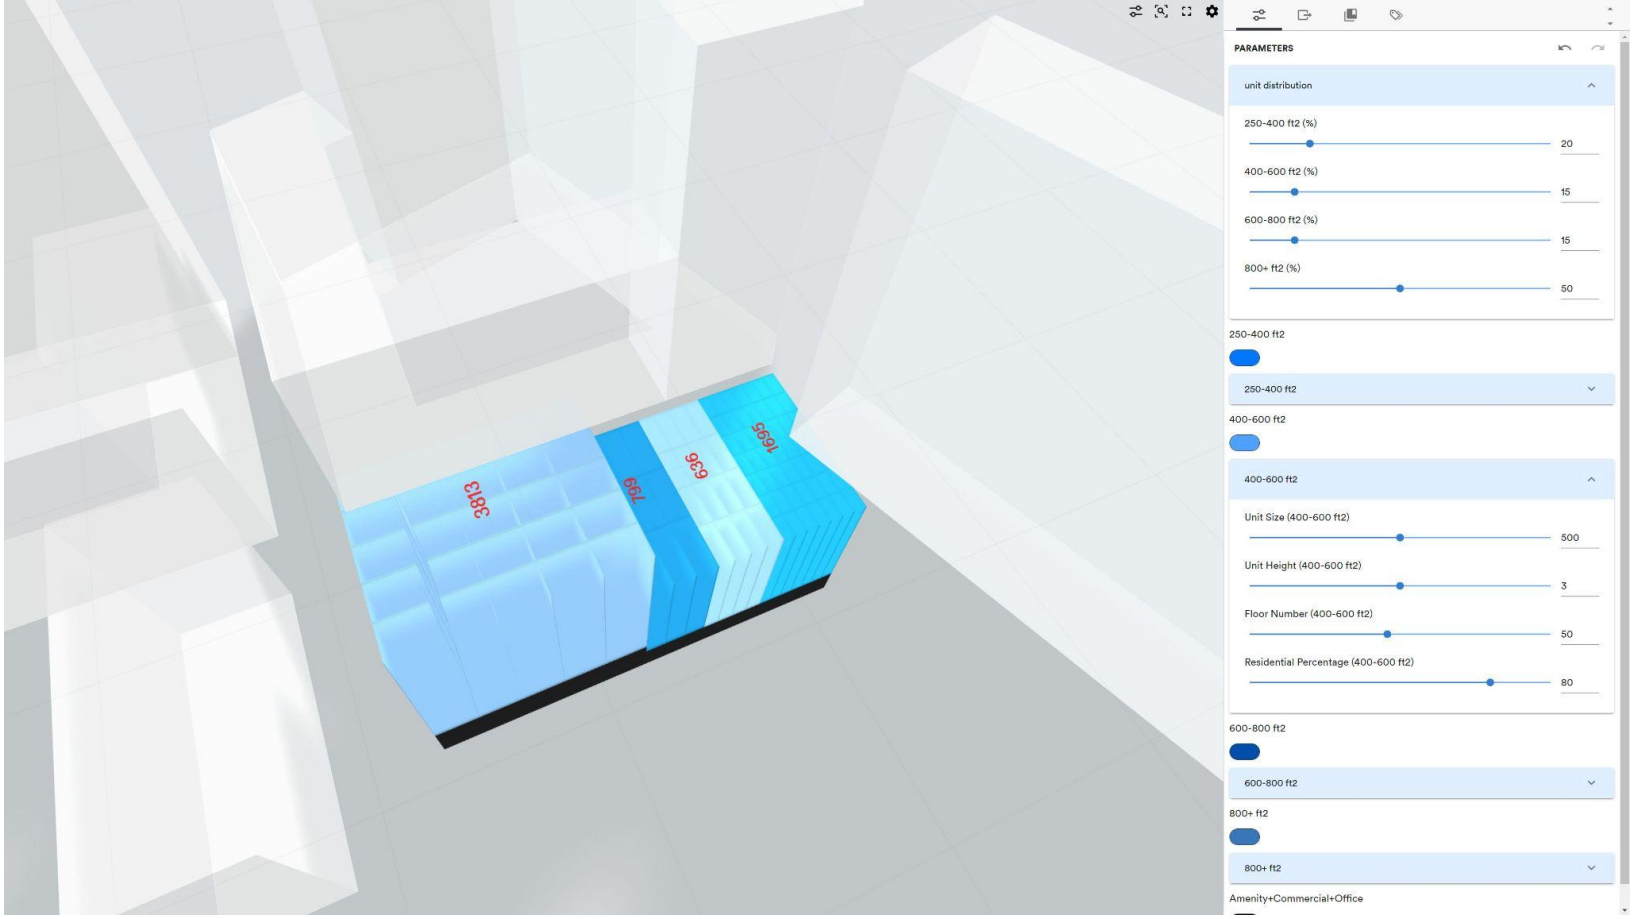 3813
799
636
1695
PARAMETERS
unit distribution
250-400 ft2 (%)
20
400-600 ft2 (%)
15
600-800 ft2 (%)
15
800+ ft2 (%)
50
250-400 ft2
250-400 ft2
400-600 ft2
400-600 ft2
Unit Size (400-600 ft2)
500
Unit Height (400-600 ft2)
3
Floor Number (400-600 ft2)
50
Residential Percentage (400-600 ft2)
80
600-800 ft2
600-800 ft2
800+ ft2
800+ ft2
Amenity+Commercial+Office